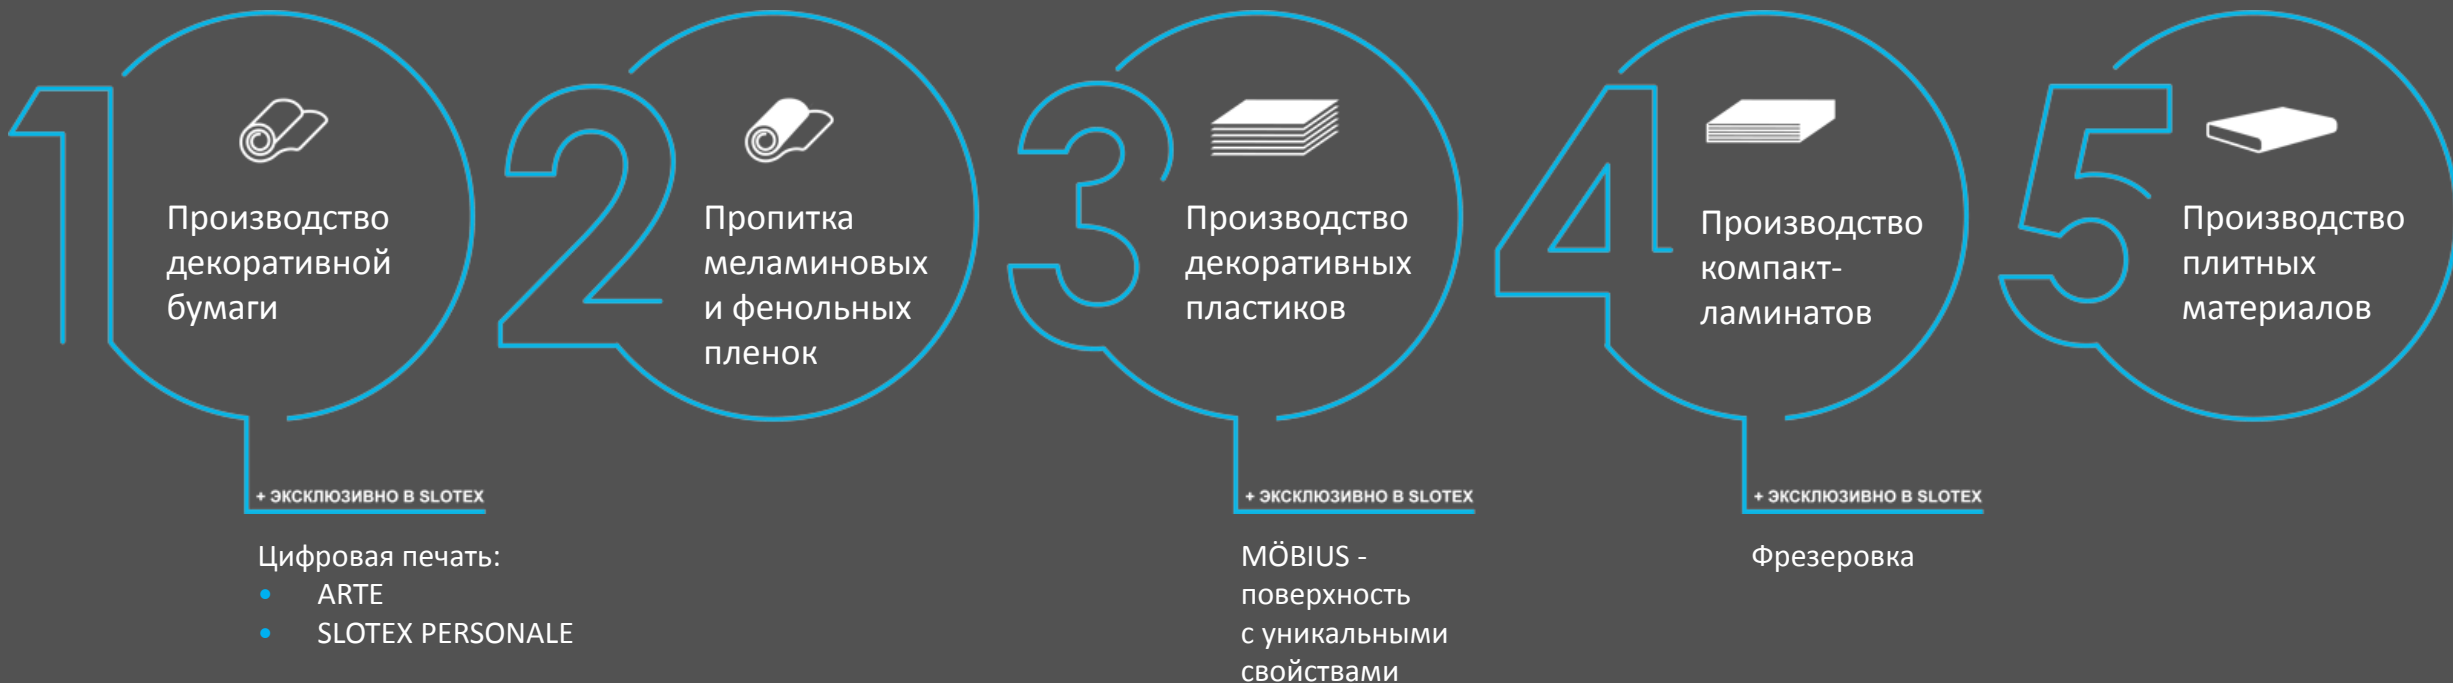 1
Производство
декоративной
бумаги
+ ЭКСКЛЮЗИВНО В SLOTEX
Цифровая печать:
• ARTE
• SLOTEX PERSONALE
2
Пропитка
меламиновых
и фенольных
пленок
3
Производство
декоративных
пластиков
+ ЭКСКЛЮЗИВНО В SLOTEX
MÖBIUS -
поверхность
с уникальными
свойствами
4
Производство
компакт-
ламинатов
+ ЭКСКЛЮЗИВНО В SLOTEX
Фрезеровка
5
Производство
плитных
материалов